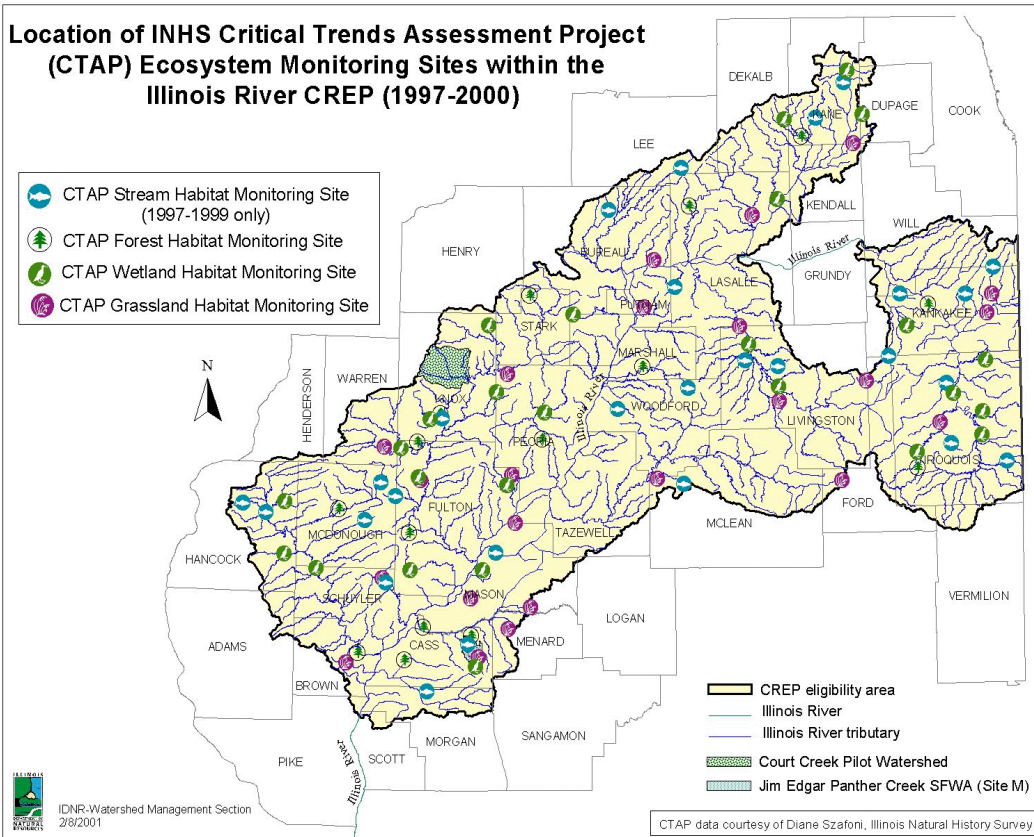 Location of INHS Critical Trends Assessment Project
(CTAP) Ecosystem Monitoring Sites within the
Illinois River CREP (1997-2000)
CTAP Stream Habitat Monitoring Site
(1997-1999 only)
CTAP Forest Habitat Monitoring Site
CTAP Wetland Habitat Monitoring Site
CTAP Grassland Habitat Monitoring Site
N
DEKALB
KANE
DUPAGE
COOK
LEE
KENDALL
WILL
HENRY
BUREAU
Illinois River
GRUNDY
LASALLE
PUTNAM
KANKAKEE
STARK
MARSHALL
WARREN
HENDERSON
KNOX
Illinois River
WOODFORD
LIVINGSTON
PEORIA
IROQUOIS
FULTON
FORD
MCLEAN
MCDONOUGH
TAZEWELL
HANCOCK
SCHUYLER
MASON
VERMILION
LOGAN
ADAMS
CASS
MENARD
BROWN
SANGAMON
MORGAN
SCOTT
PIKE
Illinois River
CREP eligibility area
Illinois River
Illinois River tributary
Court Creek Pilot Watershed
Jim Edgar Panther Creek SFWA (Site M)
ILLINOIS
NATURAL
RESOURCES
IDNR-Watershed Management Section
2/8/2001
CTAP data courtesy of Diane Szafoni, Illinois Natural History Survey